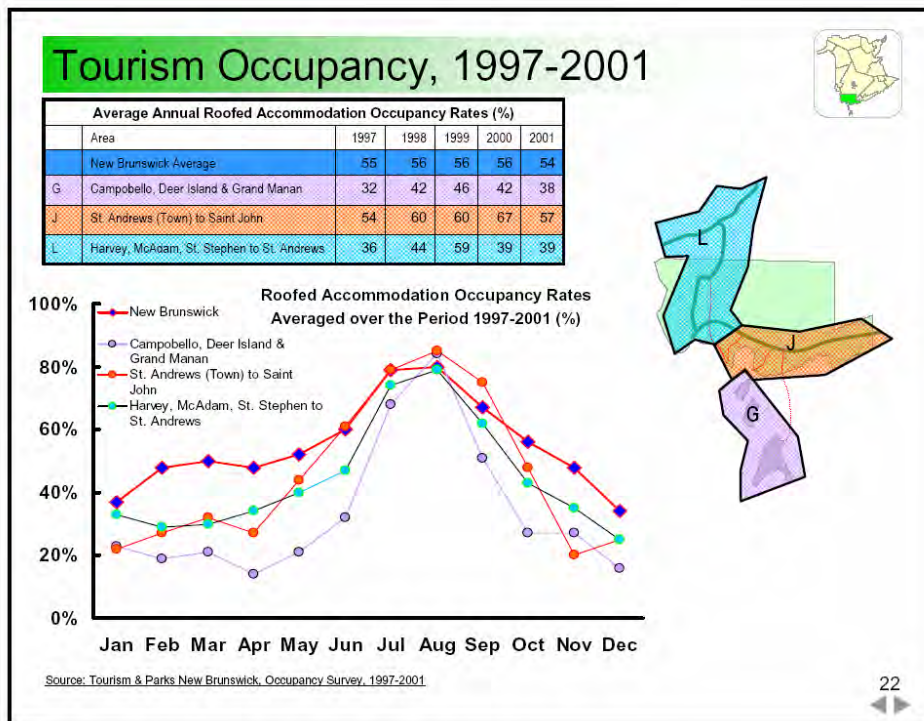 Tourism Occupancy, 1997-2001
Average Annual Roofed Accommodation Occupancy Rates (%)
Area 1997 1998 1999 2000 2001
New Brunswick Average 55 56 56 56 54
G Campobello, Deer Island & Grand Manan 32 42 46 42 38
J St. Andrews (Town) to Saint John 54 60 60 67 57
L Harvey, McAdam, St. Stephen to St. Andrews 36 44 59 39 39
Roofed Accommodation Occupancy Rates
Averaged over the Period 1997-2001 (%)
New Brunswick
Campobello, Deer Island &
Grand Manan
St. Andrews (Town) to Saint
John
Harvey, McAdam, St. Stephen to
St. Andrews
100%
80%
60%
40%
20%
0%
Jan Feb Mar Apr May Jun Jul Aug Sep Oct Nov Dec
L
J
G
Source: Tourism & Parks New Brunswick, Occupancy Survey, 1997-2001
22